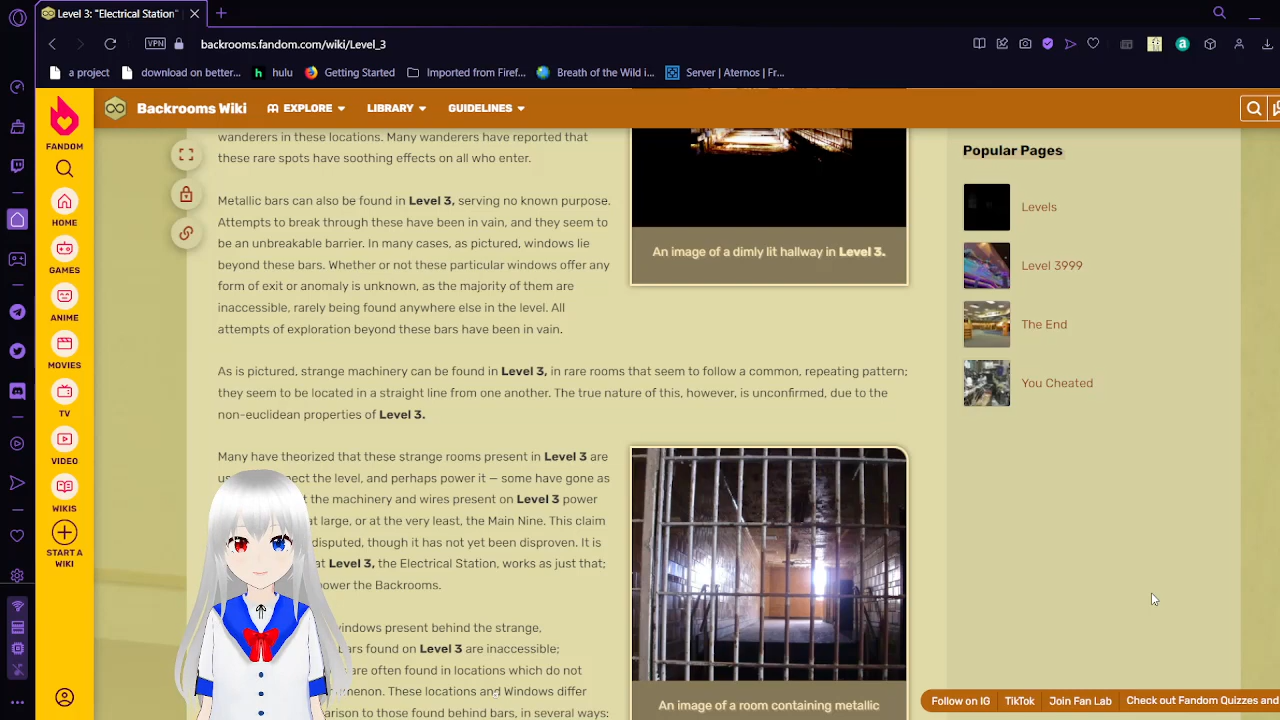 Level 3: "Electrical Station"
VPN
backrooms.fandom.com/wiki/Level_3
a project
download on better...
hulu
Getting Started
Imported from Firef...
Breath of the Wild i...
Server | Aternos | Fr...
FANDOM
HOME
GAMES
ANIME
MOVIES
TV
VIDEO
WIKIS
START A
WIKI
Backrooms Wiki
EXPLORE
LIBRARY
GUIDELINES
wanderers in these locations. Many wanderers have reported that
these rare spots have soothing effects on all who enter.
Metallic bars can also be found in Level 3, serving no known purpose.
Attempts to break through these have been in vain, and they seem to
be an unbreakable barrier. In many cases, as pictured, windows lie
beyond these bars. Whether or not these particular windows offer any
form of exit or anomaly is unknown, as the majority of them are
inaccessible, rarely being found anywhere else in the level. All
attempts of exploration beyond these bars have been in vain.
An image of a dimly lit hallway in Level 3.
As is pictured, strange machinery can be found in Level 3, in rare rooms that seem to follow a common, repeating pattern;
they seem to be located in a straight line from one another. The true nature of this, however, is unconfirmed, due to the
non-euclidean properties of Level 3.
Many have theorized that these strange rooms present in Level 3 are
the level, and perhaps power it — some have gone as
the machinery and wires present on Level 3 power
at large, or at the very least, the Main Nine. This claim
disputed, though it has not yet been disproven. It is
Level 3, the Electrical Station, works as just that;
power the Backrooms.
windows present behind the strange,
found on Level 3 are inaccessible;
are often found in locations which do not
These locations and Windows differ
to those found behind bars, in several ways:
An image of a room containing metallic
Popular Pages
Levels
Level 3999
The End
You Cheated
Follow on IG
TikTok
Join Fan Lab
Check out Fandom Quizzes and